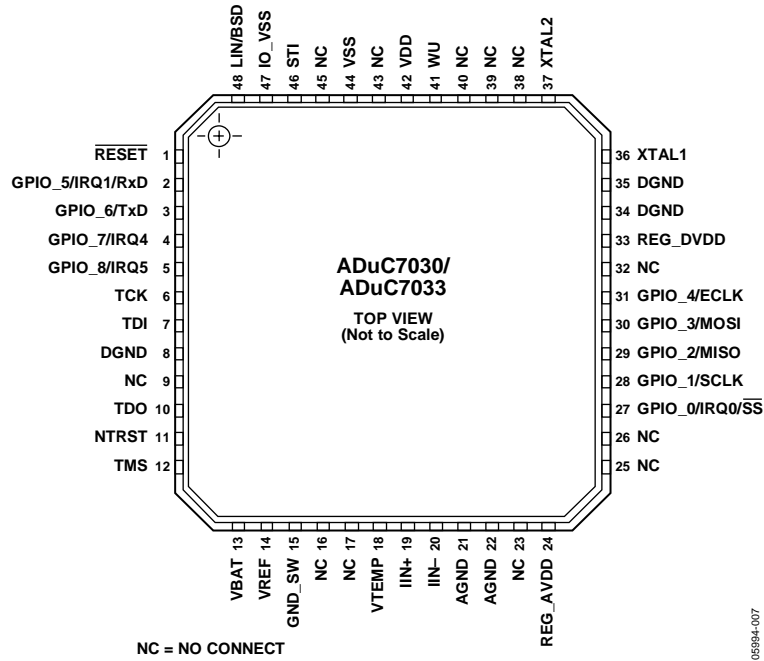 48 LIN/BSD
47 IO_VSS
46 STI
45 NC
44 VSS
43 NC
42 VDD
41 WU
40 NC
39 NC
38 NC
37 XTAL2
RESET 1
GPIO_5/IRQ1/RxD 2
GPIO_6/TxD 3
GPIO_7/IRQ4 4
GPIO_8/IRQ5 5
TCK 6
TDI 7
DGND 8
NC 9
TDO 10
NTRST 11
TMS 12
ADuC7030/
ADuC7033
TOP VIEW
(Not to Scale)
36 XTAL1
35 DGND
34 DGND
33 REG_DVDD
32 NC
31 GPIO_4/ECLK
30 GPIO_3/MOSI
29 GPIO_2/MISO
28 GPIO_1/SCLK
27 GPIO_0/IRQ0/SS
26 NC
25 NC
VBAT 13
VREF 14
GND_SW 15
NC 16
NC 17
VTEMP 18
IIN+ 19
IIN– 20
AGND 21
AGND 22
NC 23
REG_AVDD 24
NC = NO CONNECT
05994-007